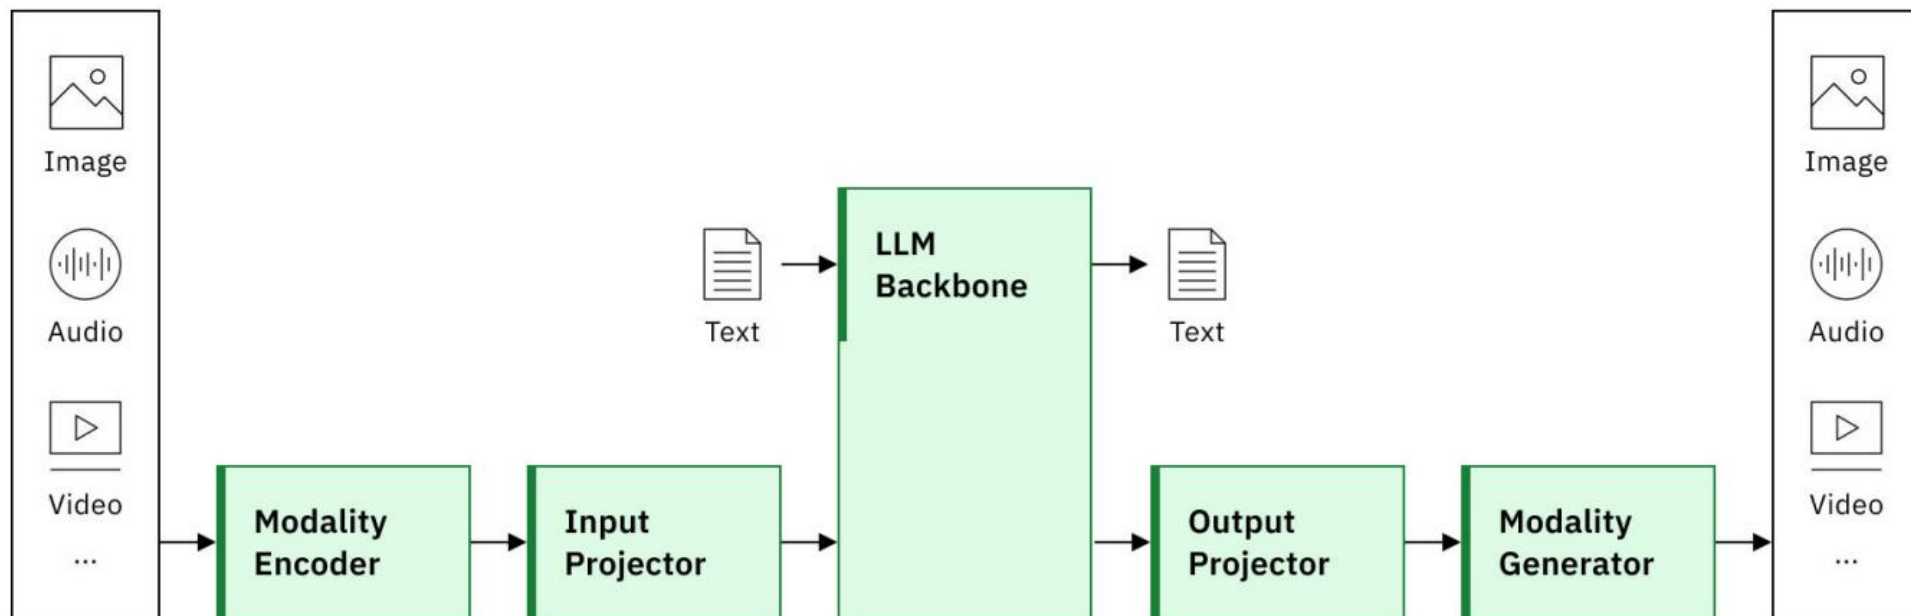 Image
Audio
Video
...
Modality
Encoder
Input
Projector
Text
LLM
Backbone
Text
Output
Projector
Modality
Generator
Image
Audio
Video
...